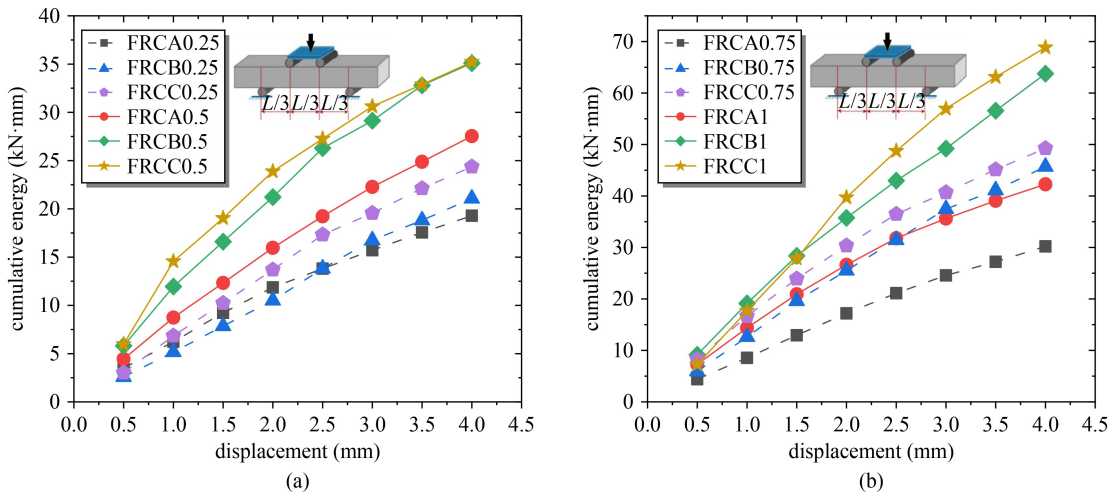 40
35
30
25
20
15
10
5
0
0.0 0.5 1.0 1.5 2.0 2.5 3.0 3.5 4.0 4.5
cumulative energy (kN·mm)
displacement (mm)
FRCA0.25
FRCB0.25
FRCC0.25
FRCA0.5
FRCB0.5
FRCC0.5
L/3 L/3 L/3
(a)
70
60
50
40
30
20
10
0
0.0 0.5 1.0 1.5 2.0 2.5 3.0 3.5 4.0 4.5
cumulative energy (kN·mm)
displacement (mm)
FRCA0.75
FRCB0.75
FRCC0.75
FRCA1
FRCB1
FRCC1
L/3 L/3 L/3
(b)